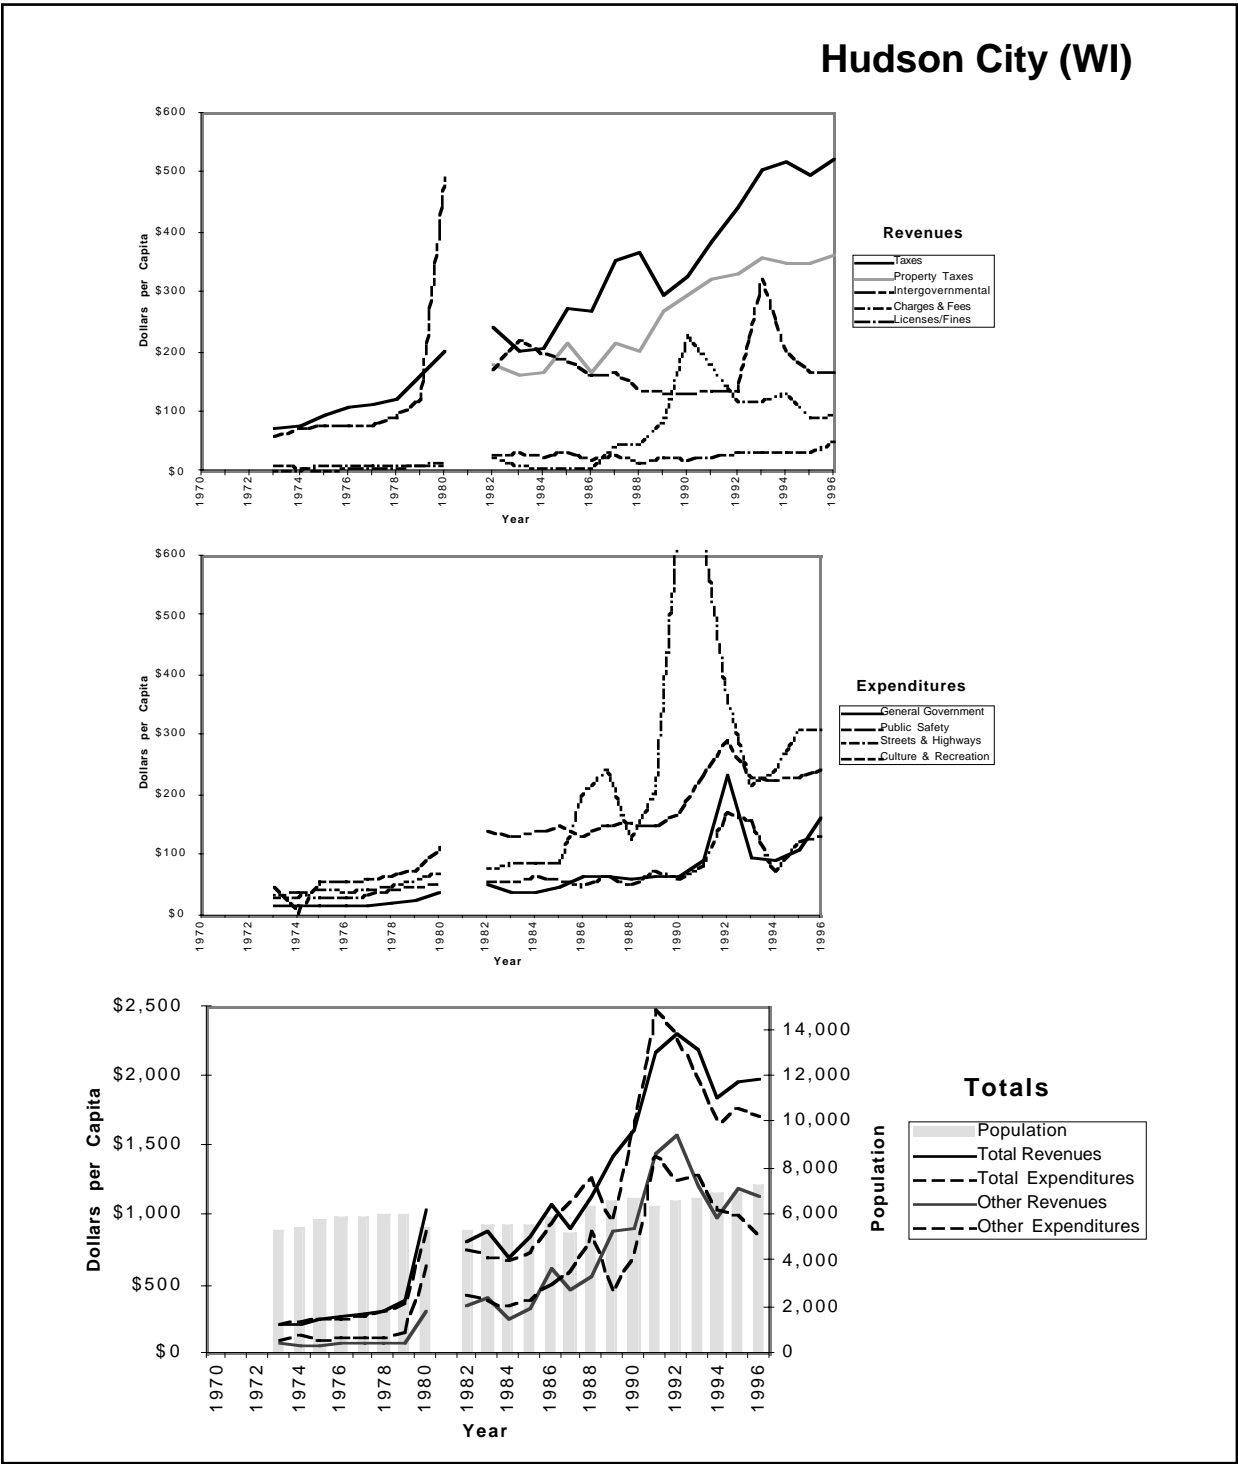 Hudson City (WI)
$600
$500
$400
$300
$200
$100
$0
Dollars per Capita
1970
1972
1974
1976
1978
1980
1982
1984
1986
1988
1990
1992
1994
1996
Year
Revenues
Taxes
Property Taxes
Intergovernmental
Charges & Fees
Licenses/Fines
$600
$500
$400
$300
$200
$100
$0
Dollars per Capita
1970
1972
1974
1976
1978
1980
1982
1984
1986
1988
1990
1992
1994
1996
Year
Expenditures
General Government
Public Safety
Streets & Highways
Culture & Recreation
$2,500
$2,000
$1,500
$1,000
$500
$0
Dollars per Capita
1970
1972
1974
1976
1978
1980
1982
1984
1986
1988
1990
1992
1994
1996
Year
14,000
12,000
10,000
8,000
6,000
4,000
2,000
0
Population
Totals
Population
Total Revenues
Total Expenditures
Other Revenues
Other Expenditures